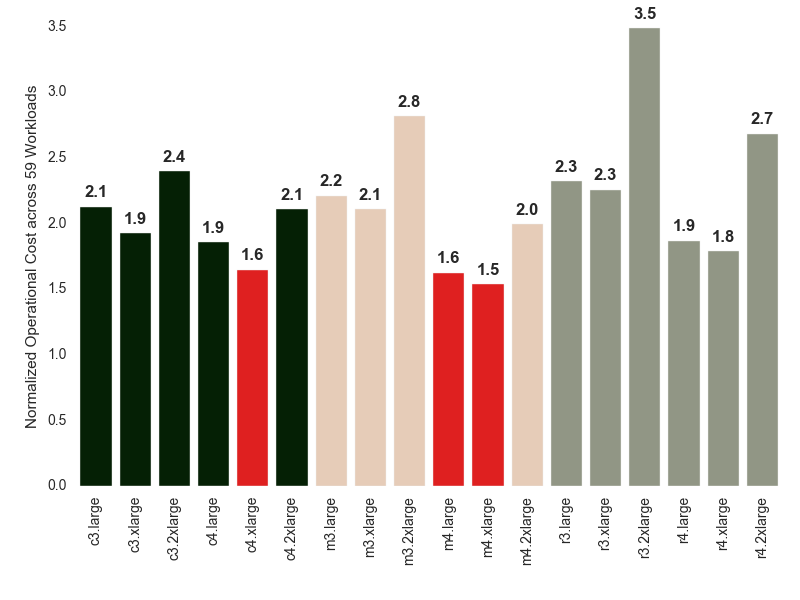 Normalized Operational Cost across 59 Workloads
3.5
3.0
2.5
2.0
1.5
1.0
0.5
0.0
2.1
1.9
2.4
1.9
1.6
2.1
2.2
2.1
2.8
1.6
1.5
2.0
2.3
2.3
3.5
1.9
1.8
2.7
c3.large
c3.xlarge
c3.2xlarge
c4.large
c4.xlarge
c4.2xlarge
m3.large
m3.xlarge
m3.2xlarge
m4.large
m4.xlarge
m4.2xlarge
r3.large
r3.xlarge
r3.2xlarge
r4.large
r4.xlarge
r4.2xlarge